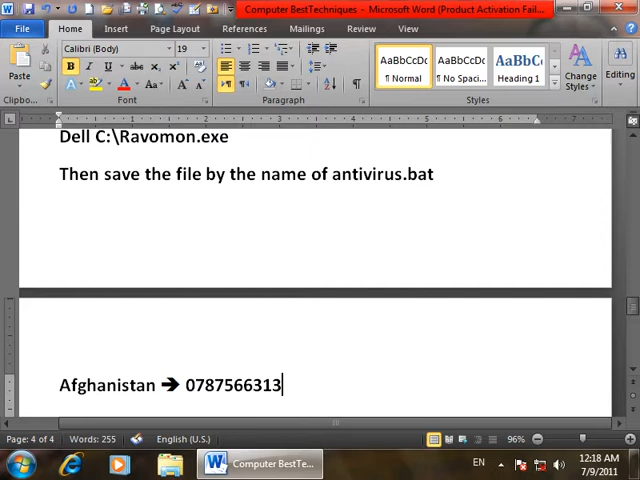 Computer BestTechniques - Microsoft Word (Product Activation Fail...
File Home Insert Page Layout References Mailings Review View
Paste
Calibri (Body) 19
Clipbo... Font Paragraph Styles
AaBbCcDc AaBbCcDc AaBbC
¶ Normal ¶ No Spaci... Heading 1
Change Styles
Editing
Dell C:\Ravomon.exe
Then save the file by the name of antivirus.bat
Afghanistan ➔ 0787566313
Page: 4 of 4 Words: 255 English (U.S.) 96%
Computer BestTe... EN 12:18 AM
7/9/2011